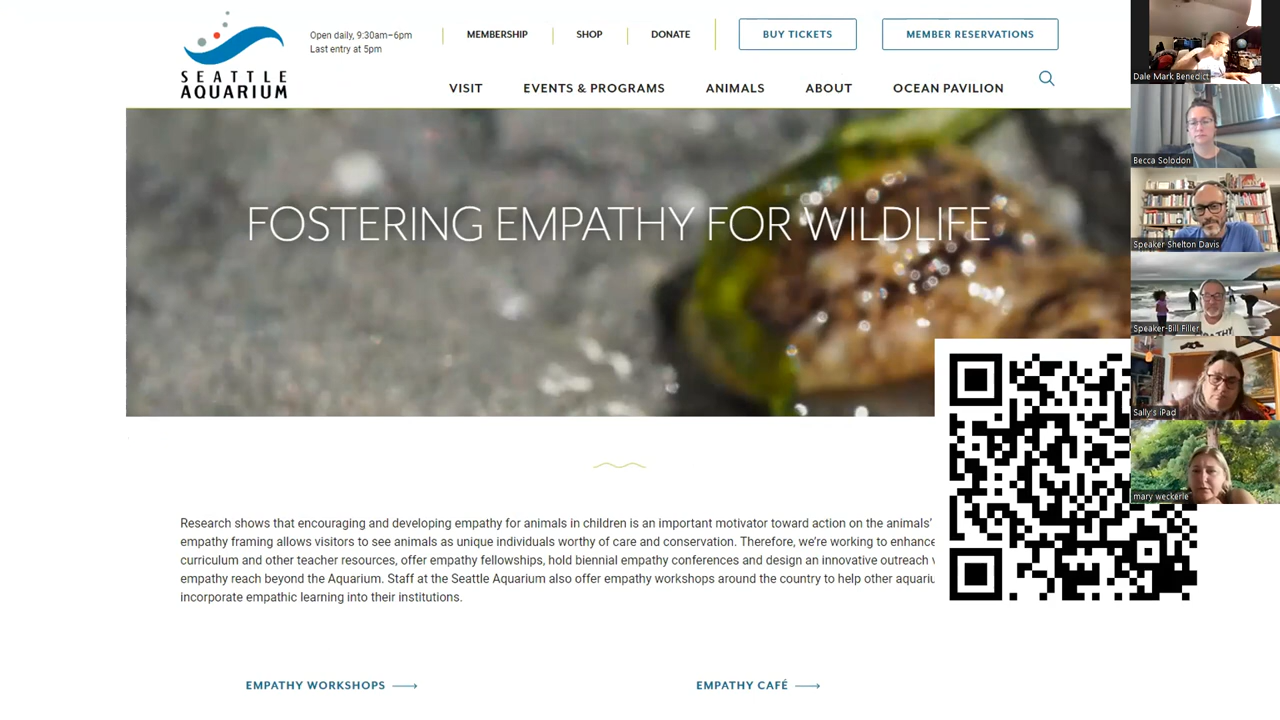 SEATTLE
AQUARIUM
Open daily, 9:30am–6pm
Last entry at 5pm
MEMBERSHIP
SHOP
DONATE
BUY TICKETS
MEMBER RESERVATIONS
VISIT
EVENTS & PROGRAMS
ANIMALS
ABOUT
OCEAN PAVILION
FOSTERING EMPATHY FOR WILDLIFE
Research shows that encouraging and developing empathy for animals in children is an important motivator toward action on the animals'
empathy framing allows visitors to see animals as unique individuals worthy of care and conservation. Therefore, we're working to enhance
curriculum and other teacher resources, offer empathy fellowships, hold biennial empathy conferences and design an innovative outreach
empathy reach beyond the Aquarium. Staff at the Seattle Aquarium also offer empathy workshops around the country to help other
incorporate empathic learning into their institutions.
EMPATHY WORKSHOPS
EMPATHY CAFÉ
Dale Mark Benedict
Becca Solodon
Speaker Shelton Davis
Speaker-Bill Filler
Sally's iPad
mary weckerle